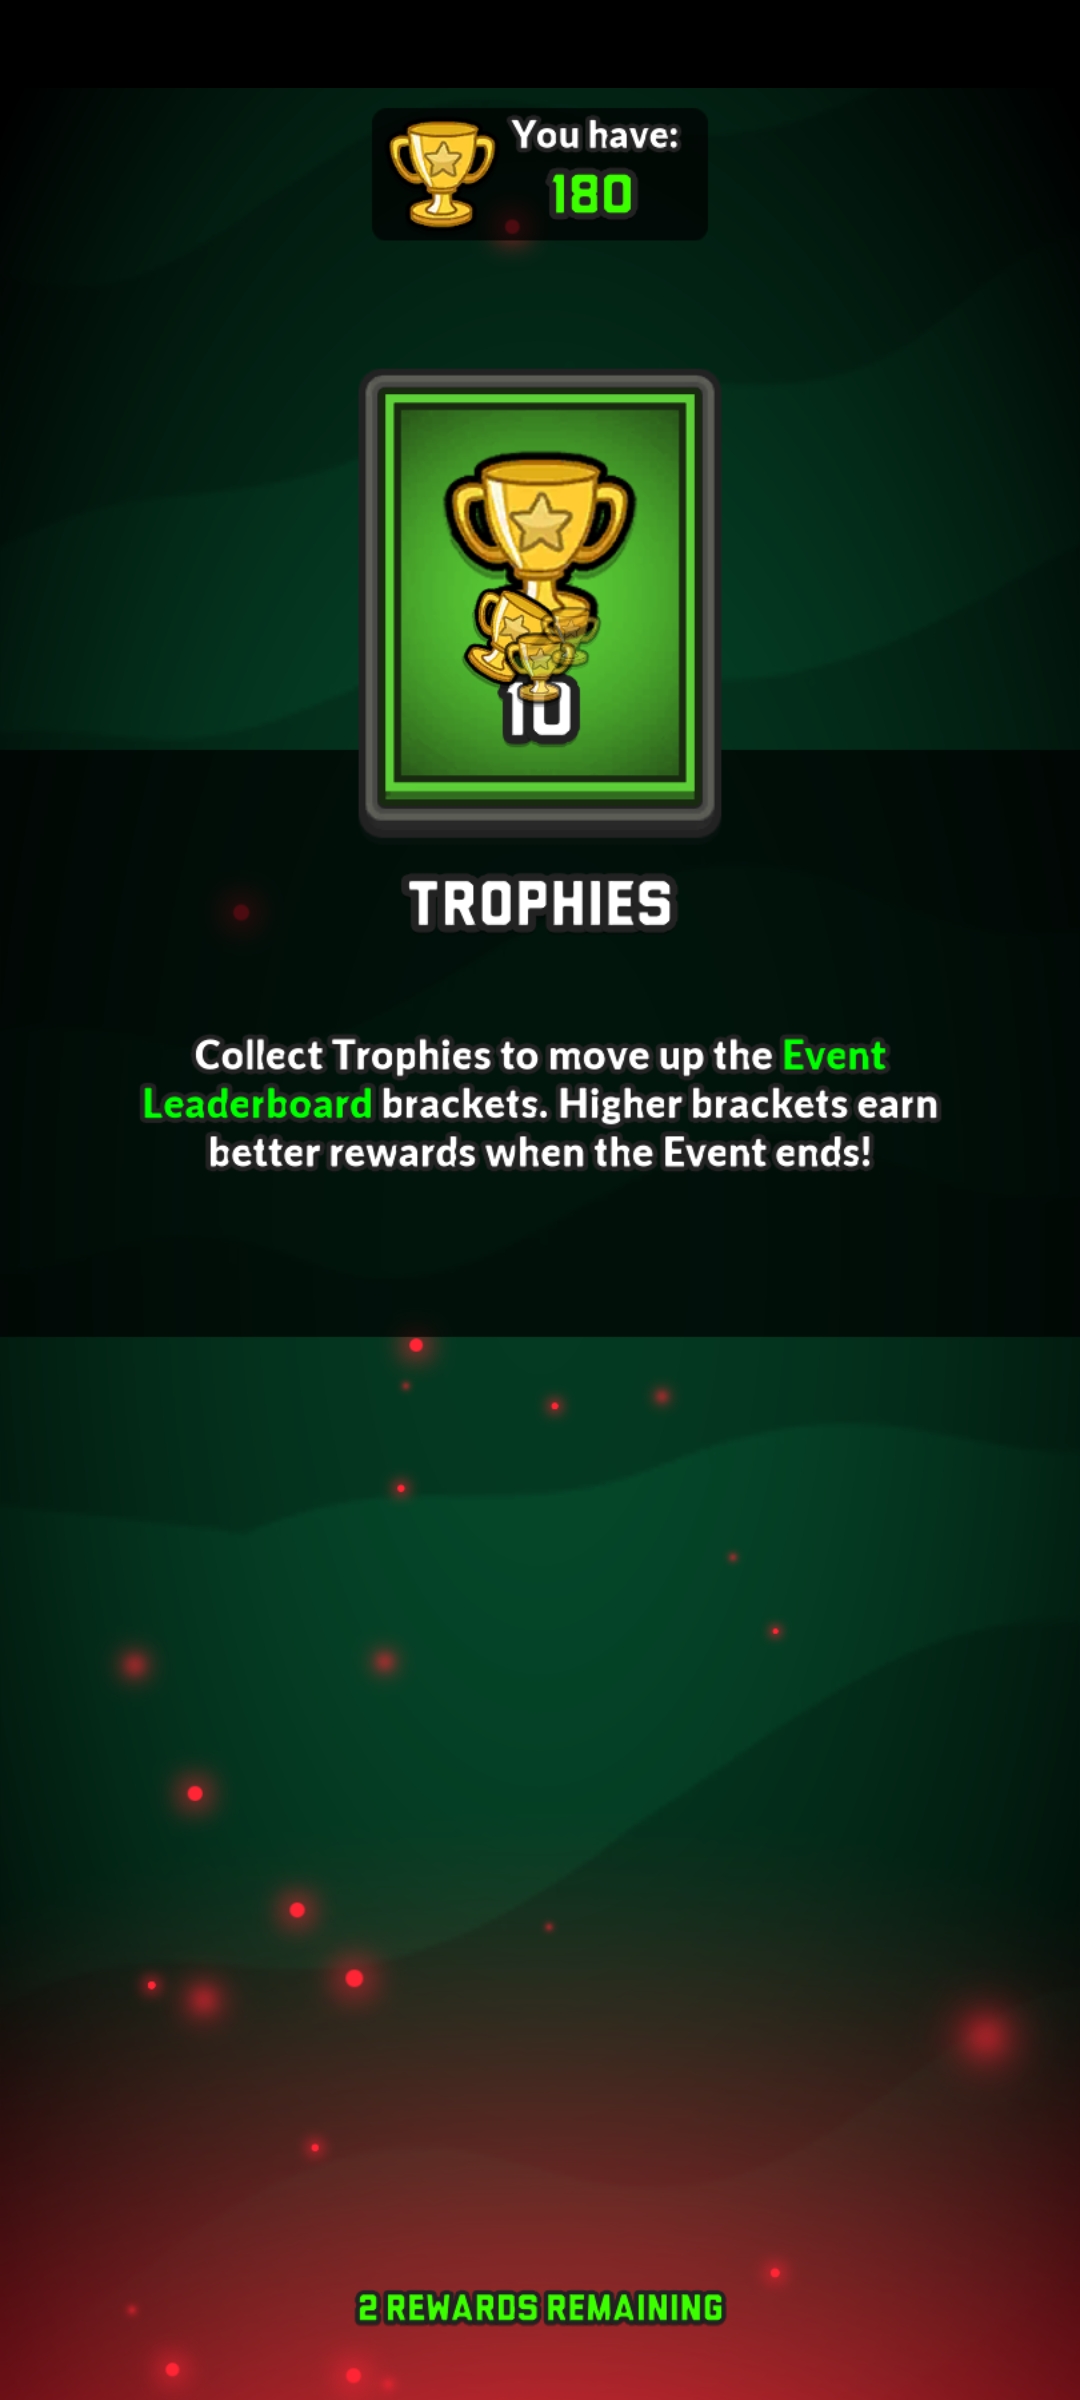 You have:
180
10
TROPHIES
Collect Trophies to move up the Event
Leaderboard brackets. Higher brackets earn
better rewards when the Event ends!
2 REWARDS REMAINING